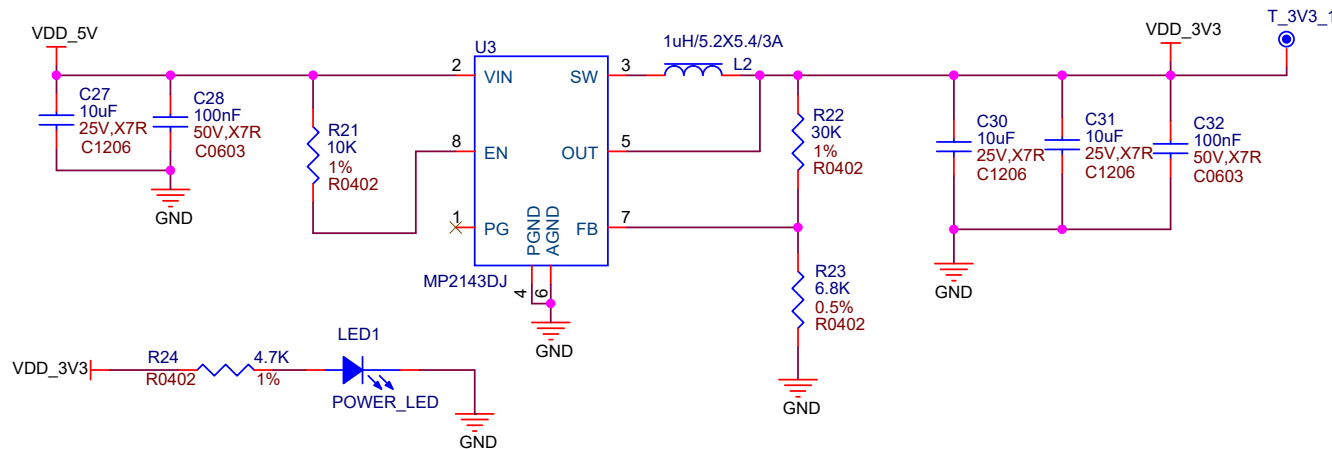 VDD_5V
C27
10uF
25V,X7R
C1206
C28
100nF
50V,X7R
C0603
GND
R21
10K
1%
R0402
U3
2
VIN
8
EN
1
PG
PGND
AGND
4
6
SW
3
OUT
5
FB
7
MP2143DJ
GND
1uH/5.2X5.4/3A
L2
R22
30K
1%
R0402
R23
6.8K
0.5%
R0402
GND
VDD_3V3
T_3V3_1
C30
10uF
25V,X7R
C1206
C31
10uF
25V,X7R
C1206
C32
100nF
50V,X7R
C0603
GND
VDD_3V3
R24
R0402
4.7K
1%
LED1
POWER_LED
GND